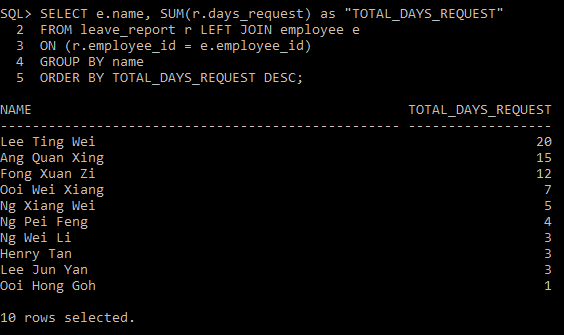 SQL> SELECT e.name, SUM(r.days_request) as "TOTAL_DAYS_REQUEST"
  2  FROM leave_report r LEFT JOIN employee e
  3  ON (r.employee_id = e.employee_id)
  4  GROUP BY name
  5  ORDER BY TOTAL_DAYS_REQUEST DESC;
NAME                                               TOTAL_DAYS_REQUEST
-------------------------------------------------- ------------------
Lee Ting Wei                                                       20
Ang Quan Xing                                                      15
Fong Xuan Zi                                                       12
Ooi Wei Xiang                                                       7
Ng Xiang Wei                                                        5
Ng Pei Feng                                                         4
Ng Wei Li                                                           3
Henry Tan                                                           3
Lee Jun Yan                                                         3
Ooi Hong Goh                                                        1
10 rows selected.